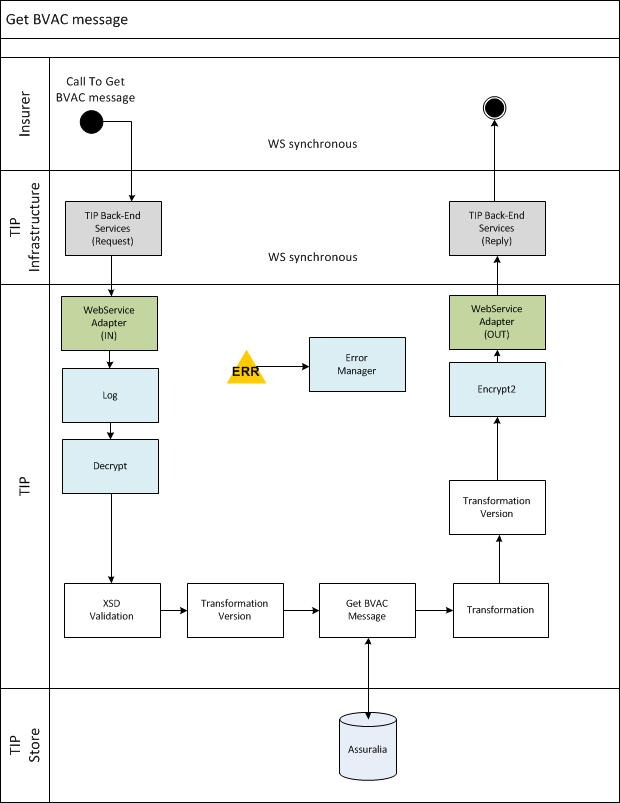 Get BVAC message
Insurer
Call To Get
BVAC message
WS synchronous
TIP
Infrastructure
TIP Back-End
Services
(Request)
TIP Back-End
Services
(Reply)
WS synchronous
TIP
WebService
Adapter
(IN)
WebService
Adapter
(OUT)
ERR
Error
Manager
Log
Encrypt2
Decrypt
Transformation
Version
XSD
Validation
Transformation
Version
Get BVAC
Message
Transformation
TIP
Store
Assuralia